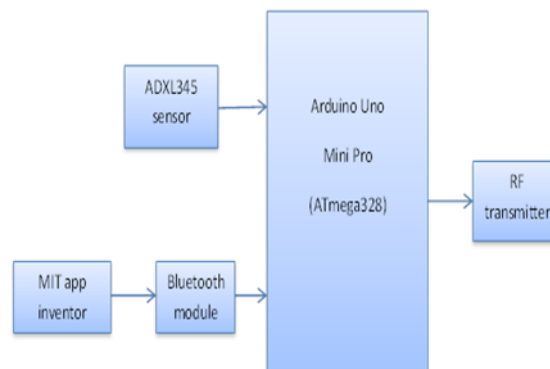 ADXL345
sensor
Arduino Uno
Mini Pro
(ATmega328)
RF
transmitter
MIT app
inventor
Bluetooth
module